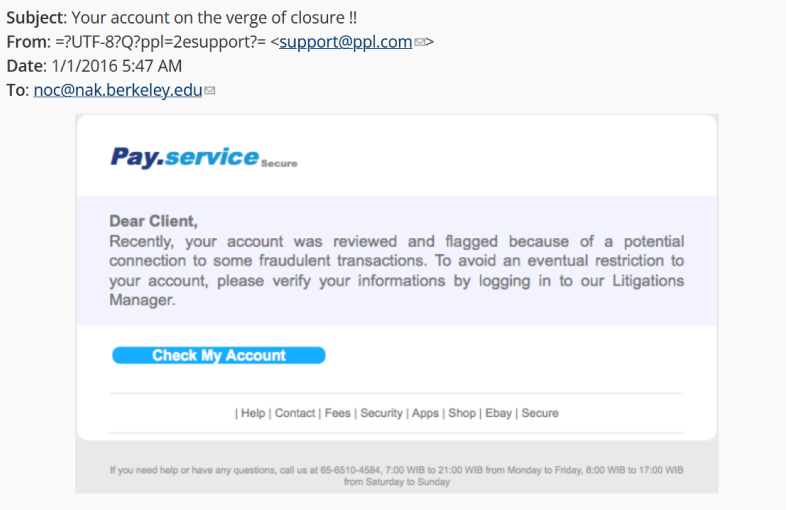 Subject: Your account on the verge of closure !!
From: =?UTF-8?Q?ppl=2esupport?= <support@ppl.com>
Date: 1/1/2016 5:47 AM
To: noc@nak.berkeley.edu
Pay.service Secure
Dear Client,
Recently, your account was reviewed and flagged because of a potential
connection to some fraudulent transactions. To avoid an eventual restriction to
your account, please verify your informations by logging in to our Litigations
Manager.
Check My Account
| Help | Contact | Fees | Security | Apps | Shop | Ebay | Secure
If you need help or have any questions, call us at 65-6510-4584, 7:00 WIB to 21:00 WIB from Monday to Friday, 8:00 WIB to 17:00 WIB
from Saturday to Sunday